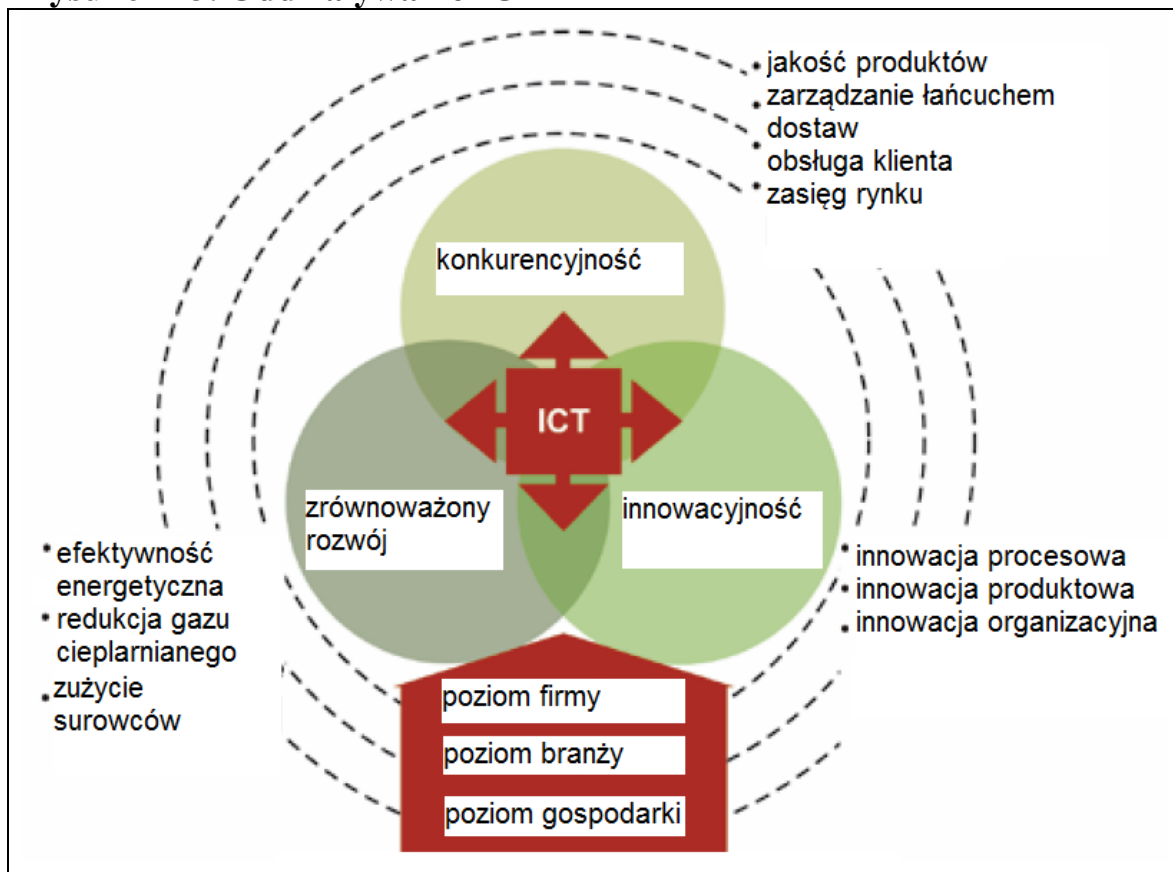 jakość produktów
zarządzanie łańcuchem
dostaw
obsługa klienta
zasięg rynku
konkurencyjność
ICT
zrównoważony
rozwój
innowacyjność
efektywność
energetyczna
redukcja gazu
cieplarnianego
zużycie
surowców
innowacja procesowa
innowacja produktowa
innowacja organizacyjna
poziom firmy
poziom branży
poziom gospodarki